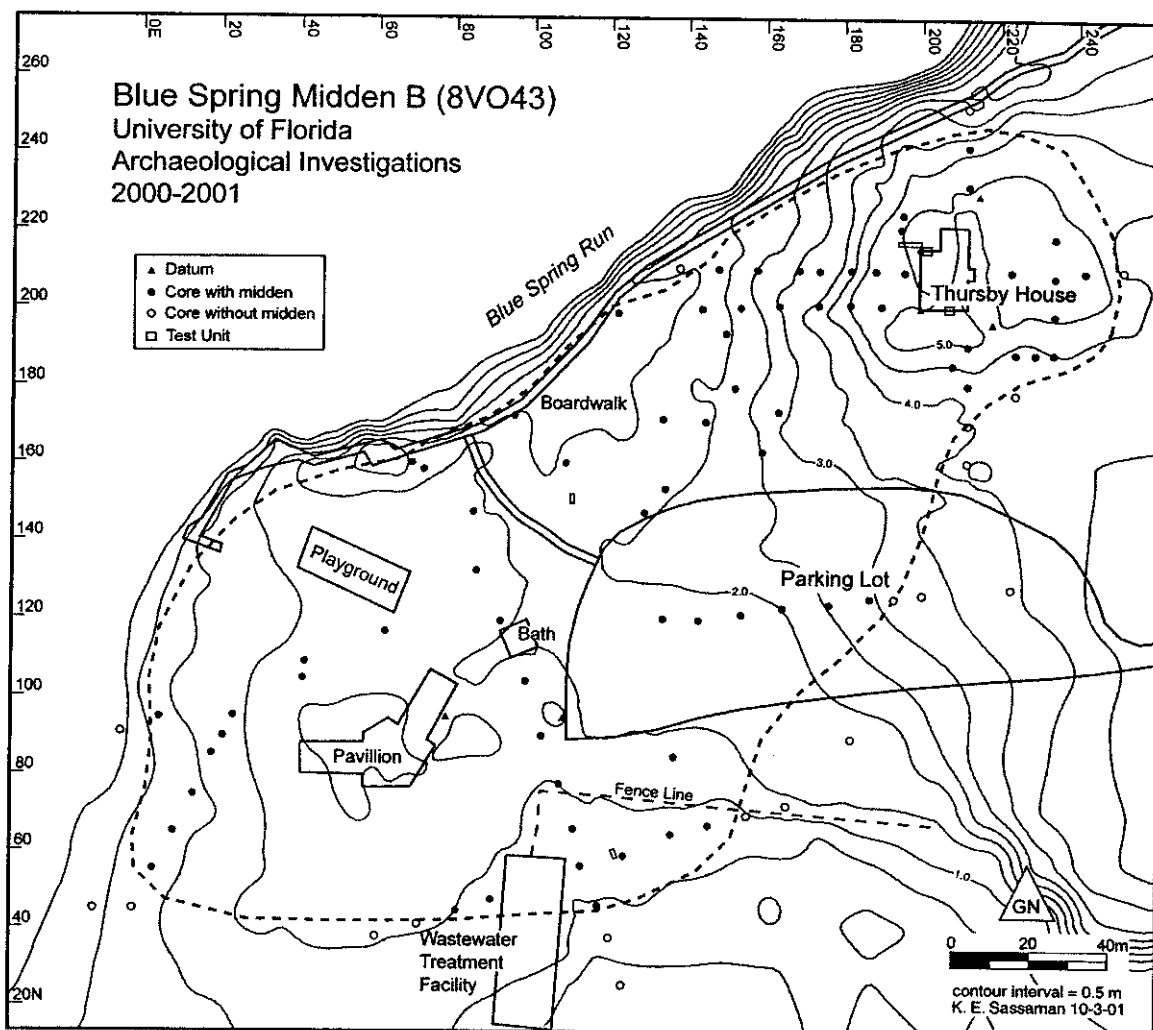 0E
20
40
60
80
100
120
140
160
180
200
220
240
260
240
220
200
180
160
140
120
100
80
60
40
20N
Blue Spring Midden B (8VO43)
University of Florida
Archaeological Investigations
2000-2001
Datum
Core with midden
Core without midden
Test Unit
Blue Spring Run
Thursby House
5.0
4.0
Boardwalk
3.0
Playground
Parking Lot
2.0
Bath
Pavillion
Fence Line
1.0
GN
Wastewater
Treatment
Facility
0
20
40m
contour interval = 0.5 m
K. E. Sassaman 10-3-01